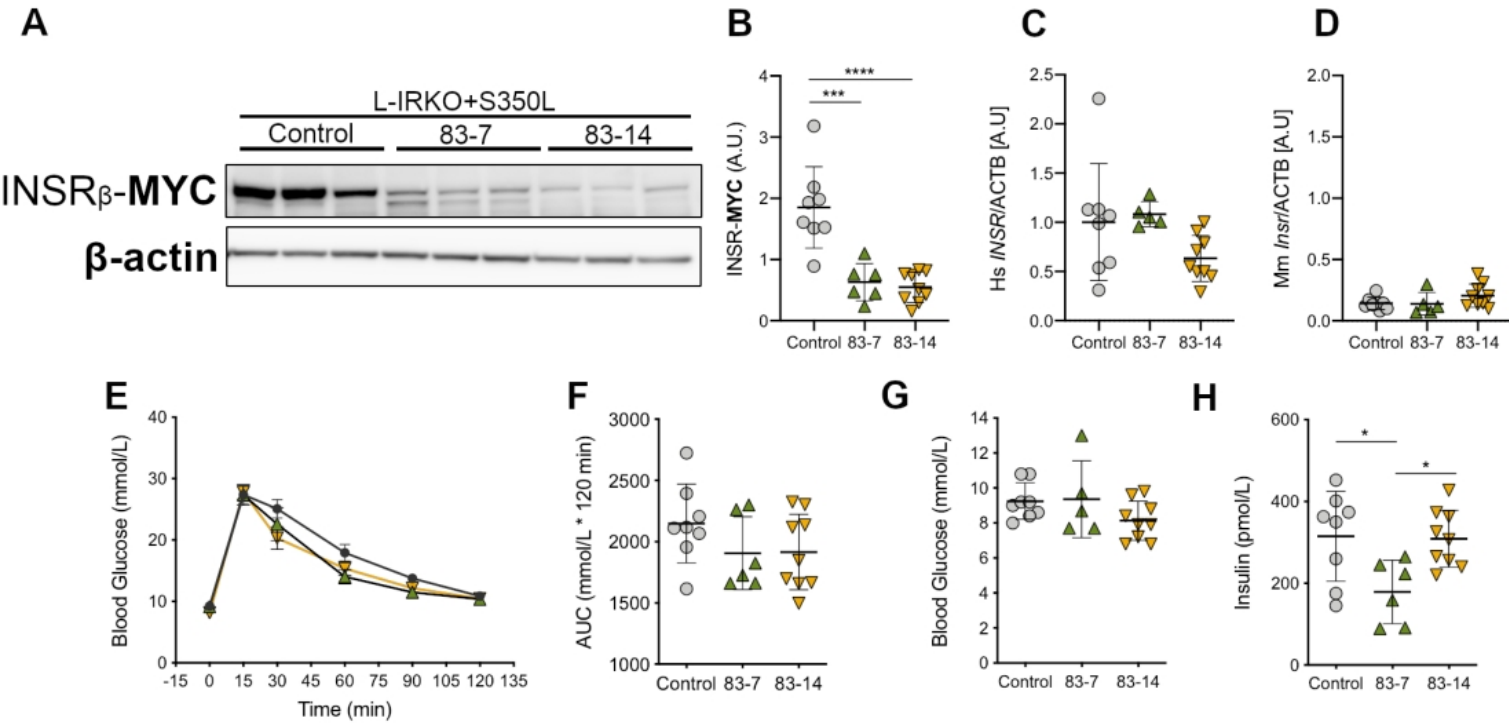 A
L-IRKO+S350L
Control 83-7 83-14
INSRβ-MYC
β-actin
B
INSR-MYC (A.U.)
4
3
2
1
0
****
***
Control 83-7 83-14
C
Hs INSR/ACTB [A.U]
2.5
2.0
1.5
1.0
0.5
0.0
Control 83-7 83-14
D
Mm Insr/ACTB [A.U]
2.0
1.5
1.0
0.5
0.0
Control 83-7 83-14
E
Blood Glucose (mmol/L)
40
30
20
10
0
-15 0 15 30 45 60 75 90 105 120 135
Time (min)
F
AUC (mmol/L * 120 min)
3000
2500
2000
1500
1000
Control 83-7 83-14
G
Blood Glucose (mmol/L)
14
12
10
8
6
4
2
0
Control 83-7 83-14
H
Insulin (pmol/L)
600
400
200
0
*
*
Control 83-7 83-14